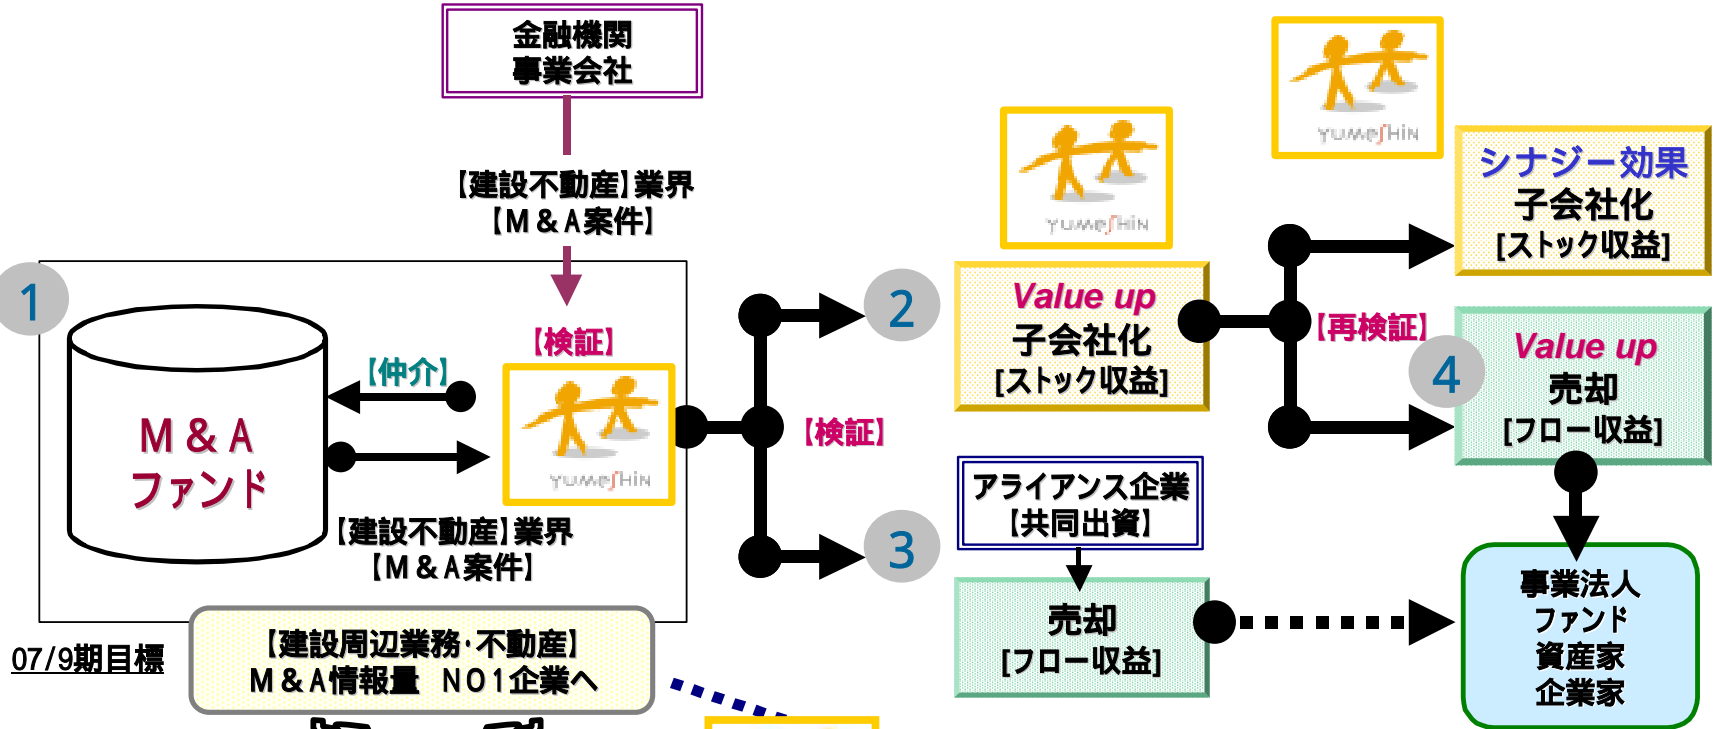 金融機関
事業会社
【建設不動産】業界
【M＆A案件】
1
【検証】
【仲介】
M＆A
ファンド
YUMESHIN
【建設不動産】業界
【M＆A案件】
【建設周辺業務・不動産】
M＆A情報量　NO1企業へ
07/9期目標
【検証】
2
3
YUMESHIN
Value up
子会社化
[ストック収益]
アライアンス企業
【共同出資】
売却
[フロー収益]
YUMESHIN
シナジー効果
子会社化
[ストック収益]
【再検証】
4
Value up
売却
[フロー収益]
事業法人
ファンド
資産家
企業家